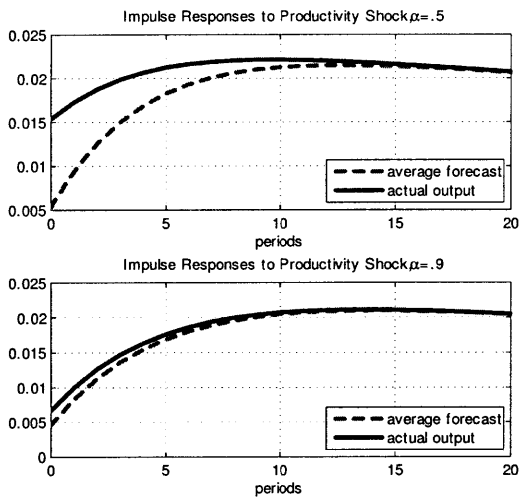 Impulse Responses to Productivity Shockμ=.5
0.025
0.02
0.015
0.01
0.005
0 5 10 15 20
average forecast
actual output
periods
Impulse Responses to Productivity Shockμ=.9
0.025
0.02
0.015
0.01
0.005
0
0 5 10 15 20
average forecast
actual output
periods